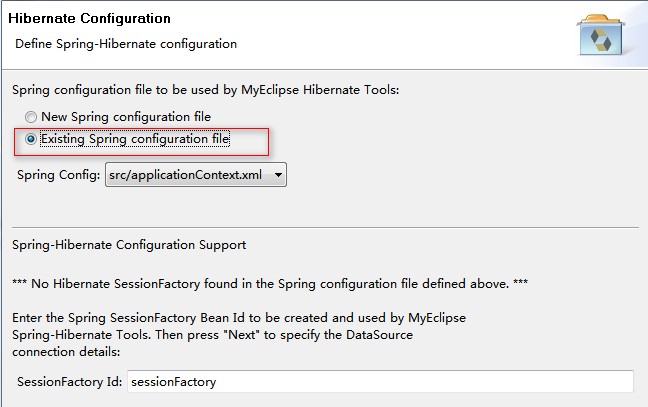 Hibernate Configuration
Define Spring-Hibernate configuration
Spring configuration file to be used by MyEclipse Hibernate Tools:
New Spring configuration file
Existing Spring configuration file
Spring Config: src/applicationContext.xml
Spring-Hibernate Configuration Support
*** No Hibernate SessionFactory found in the Spring configuration file defined above. ***
Enter the Spring SessionFactory Bean Id to be created and used by MyEclipse
Spring-Hibernate Tools. Then press "Next" to specify the DataSource
connection details:
SessionFactory Id: sessionFactory